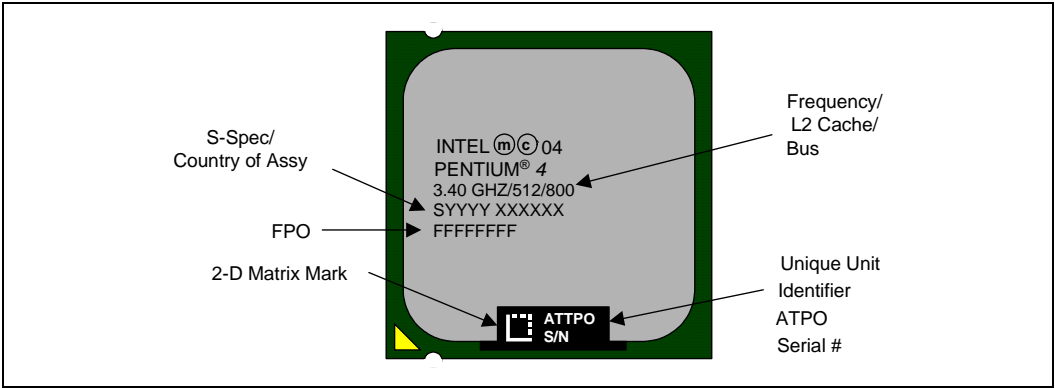 S-Spec/
Country of Assy
FPO
2-D Matrix Mark
INTEL ⓜⓒ 04
PENTIUM® 4
3.40 GHZ/512/800
SYYYY XXXXXX
FFFFFFFF
ATTPO
S/N
Frequency/
L2 Cache/
Bus
Unique Unit
Identifier
ATPO
Serial #